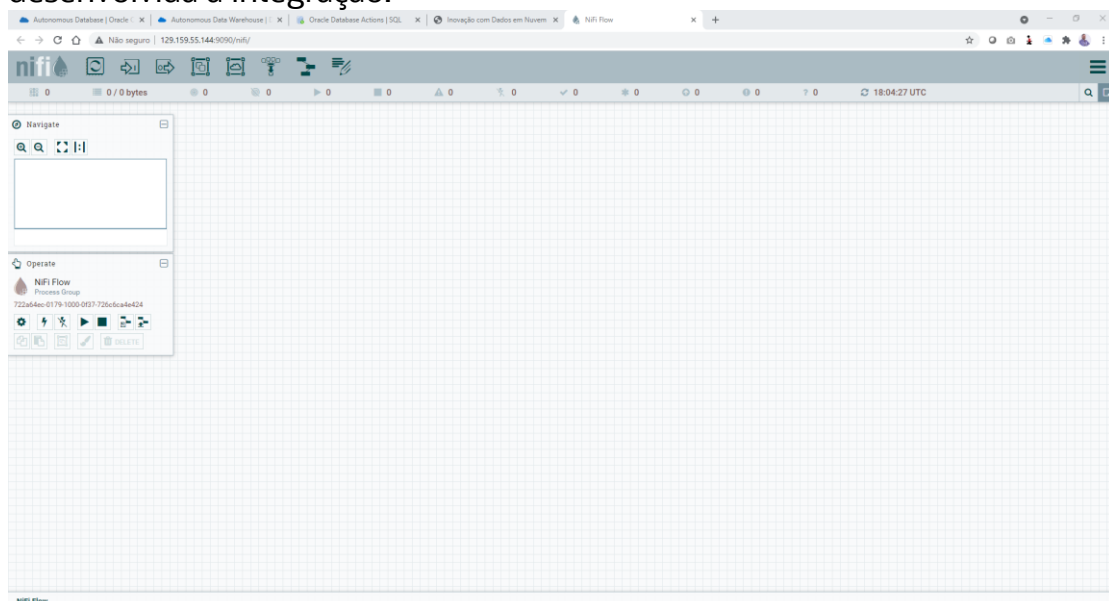 desenvolvida a integração.
Autonomous Database | Oracle C
Autonomous Data Warehouse |
Oracle Database Actions | SQL
Inovação com Dados em Nuvem
NiFi Flow
Não seguro | 129.159.55.144:9090/nifi/
nifi
0 0 / 0 bytes 0 0 0 0 0 0 0 0 0 0 0 18:04:27 UTC
Navigate
Operate
NiFi Flow
Process Group
722a64ec-0179-1000-0f37-726c6ca4e424
DELETE
NiFi Flow